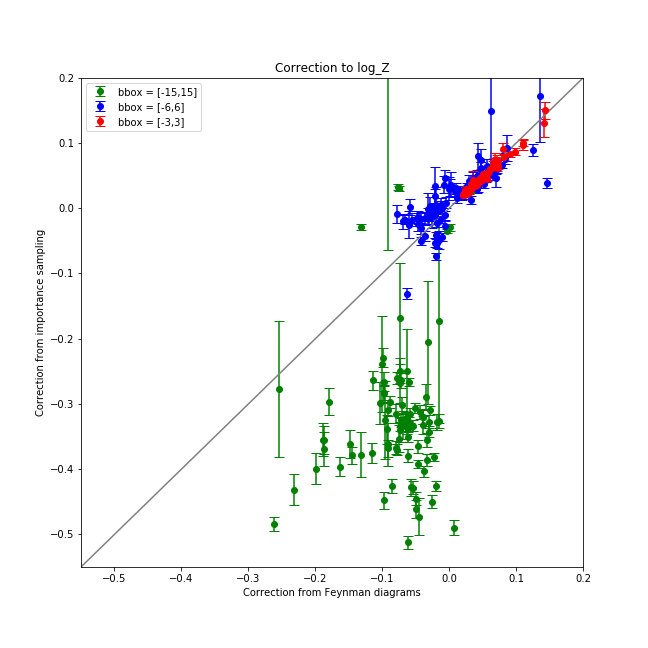 Correction to log_Z
bbox = [-15,15]
bbox = [-6,6]
bbox = [-3,3]
0.2
0.1
0.0
−0.1
−0.2
−0.3
−0.4
−0.5
Correction from importance sampling
−0.5
−0.4
−0.3
−0.2
−0.1
0.0
0.1
0.2
Correction from Feynman diagrams